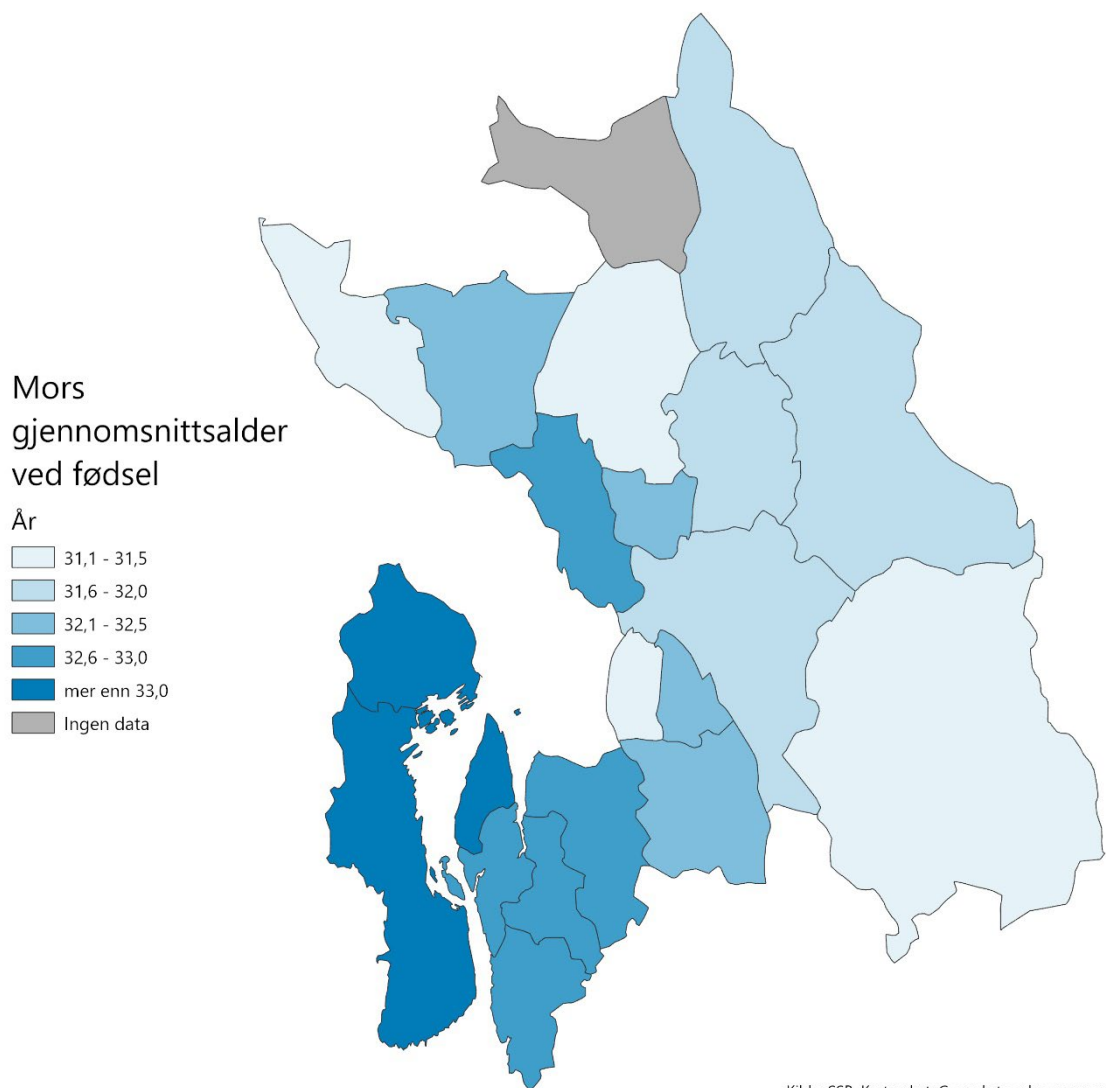 Mors
gjennomsnittsalder
ved fødsel
År
31,1 - 31,5
31,6 - 32,0
32,1 - 32,5
32,6 - 33,0
mer enn 33,0
Ingen data